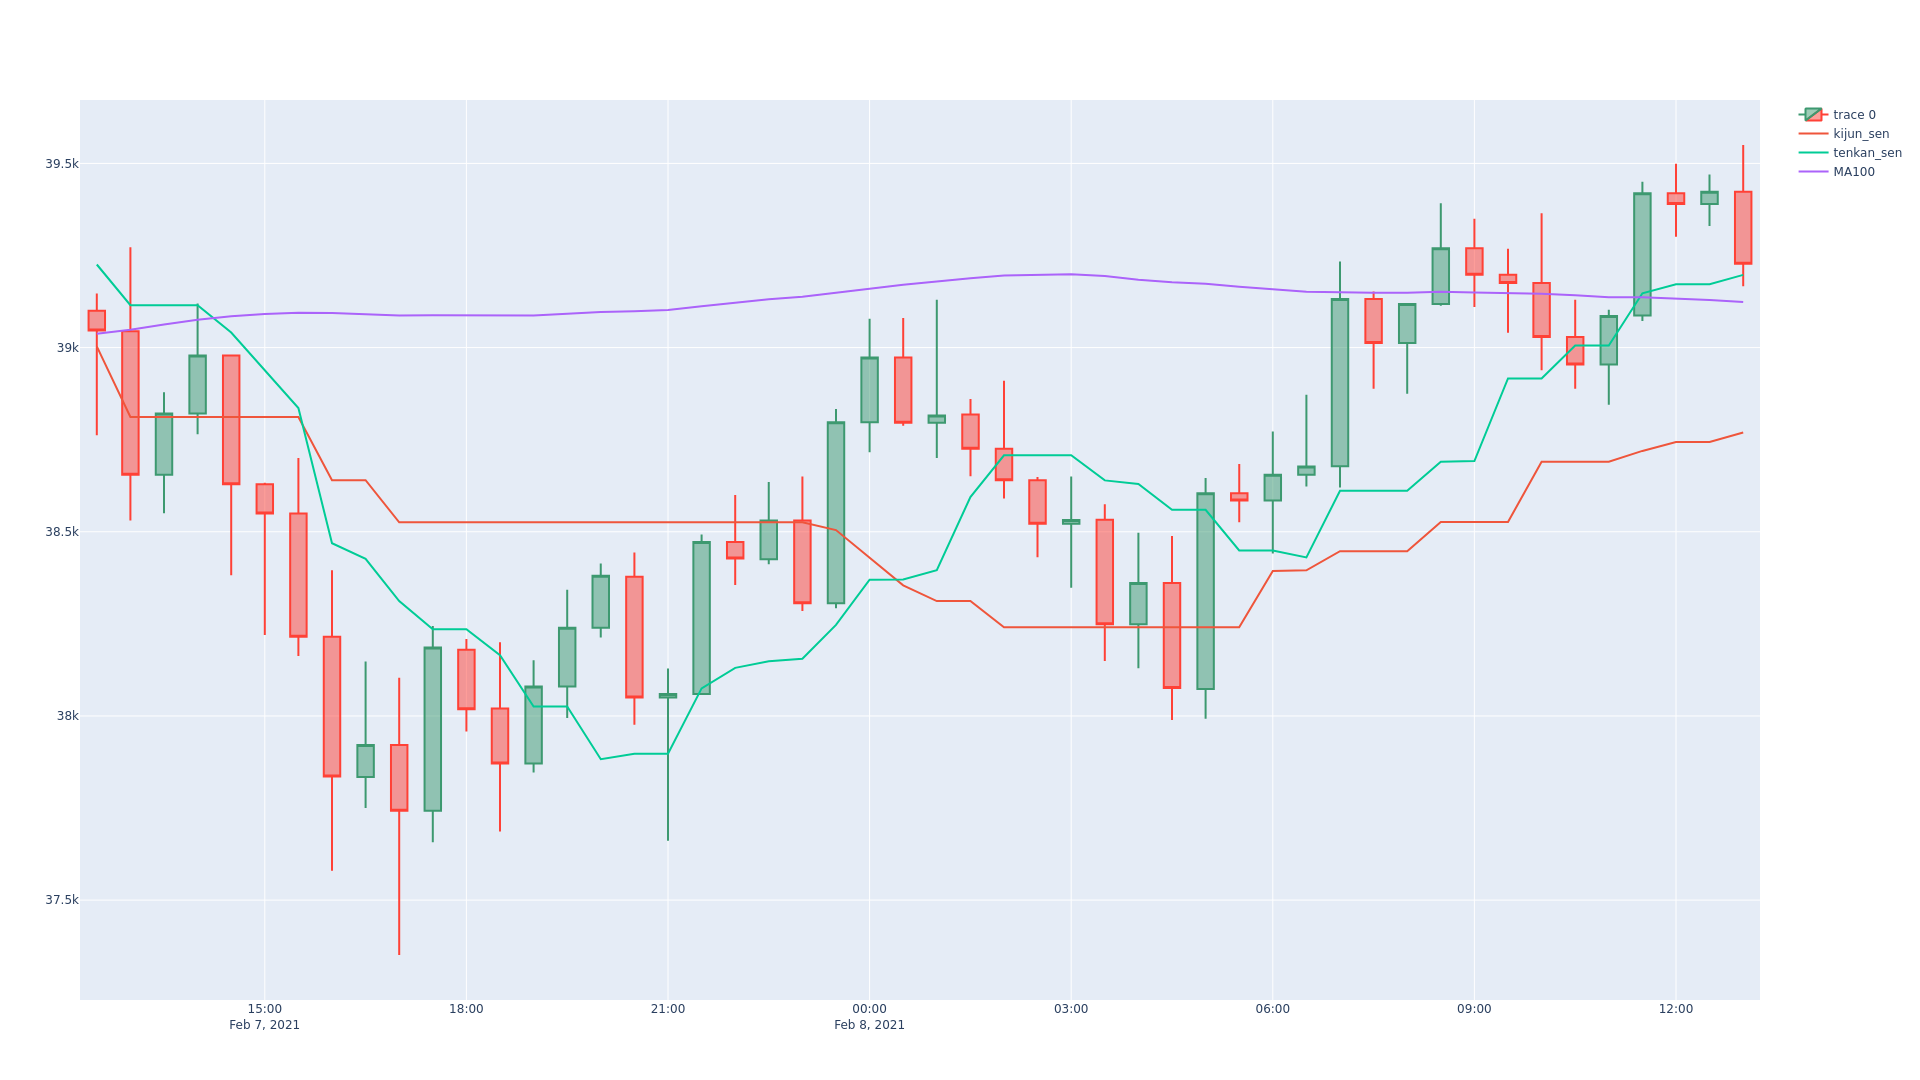 trace 0
kijun_sen
tenkan_sen
MA100
39.5k
39k
38.5k
38k
37.5k
15:00 18:00 21:00 00:00 03:00 06:00 09:00 12:00
Feb 7, 2021 Feb 8, 2021